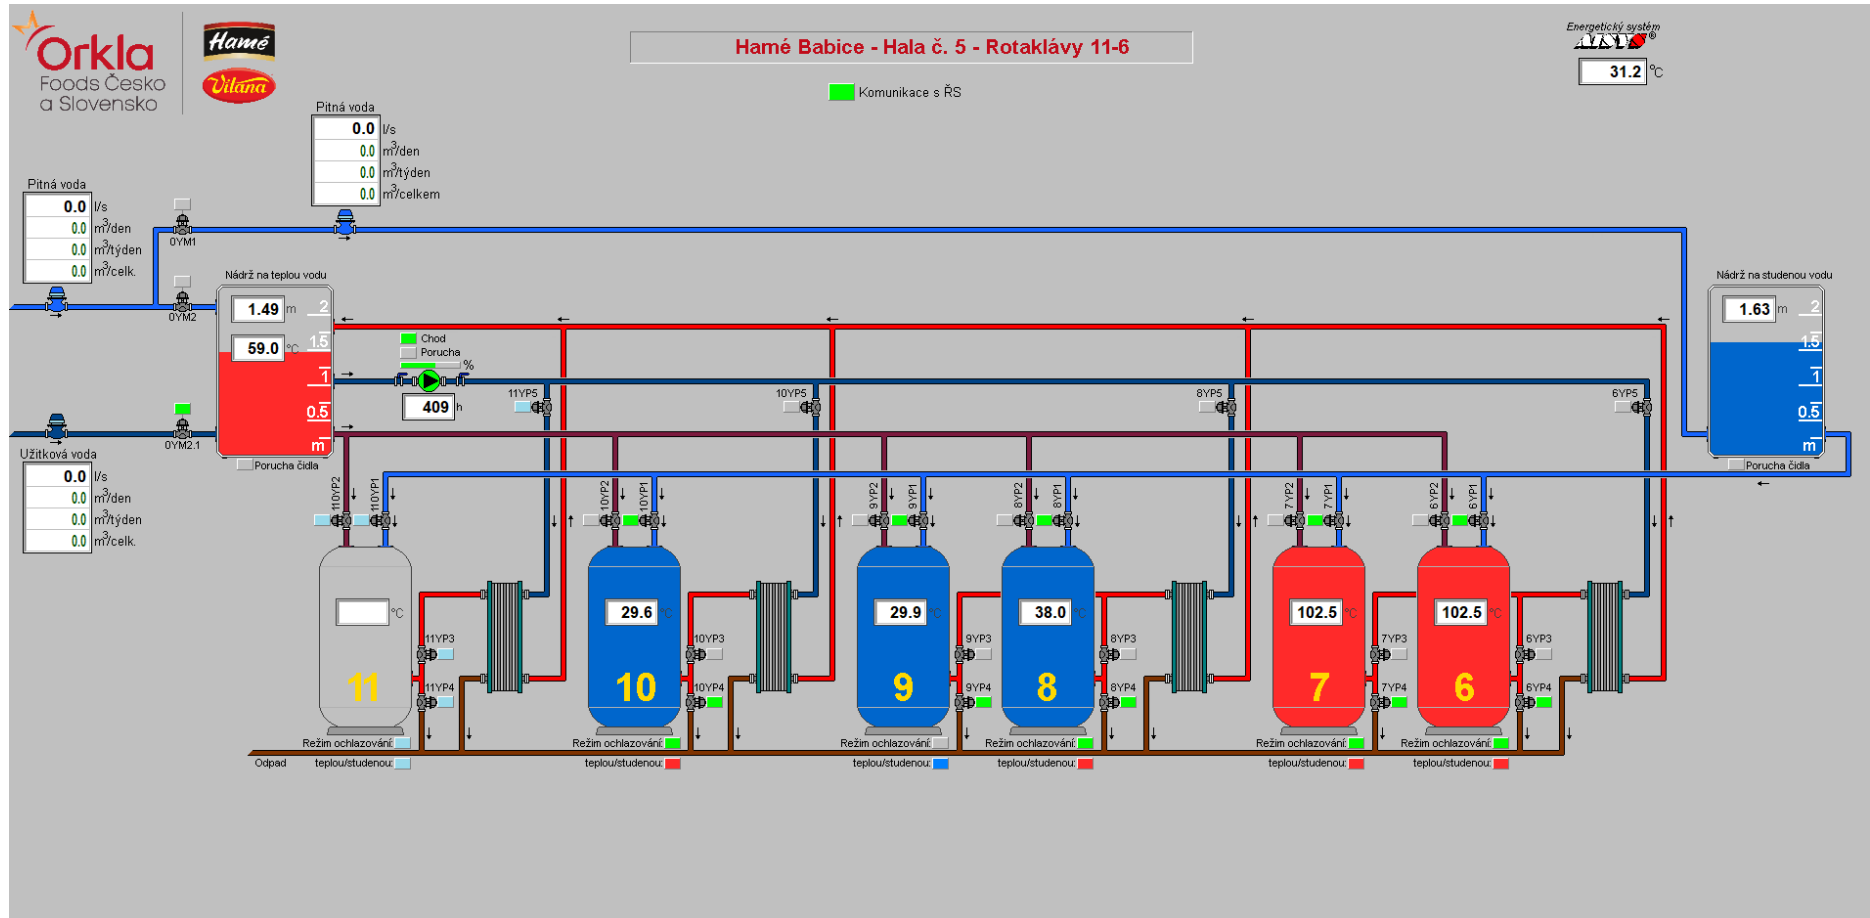 Orkla
Foods Česko
a Slovensko
Hamé
Vitana
Hamé Babice - Hala č. 5 - Rotaklávy 11-6
Komunikace s ŘS
Energetický systém
®
31.2 °C
Pitná voda
0.0 l/s
0.0 m³/den
0.0 m³/týden
0.0 m³/celkem
Pitná voda
0.0 l/s
0.0 m³/den
0.0 m³/týden
0.0 m³/celk.
0YM1
0YM2
Nádrž na teplou vodu
1.49 m
59.0 °C
2
1.5
1
0.5
m
Porucha čidla
Chod
Porucha
%
409 h
0YM2.1
Užitková voda
0.0 l/s
0.0 m³/den
0.0 m³/týden
0.0 m³/celk.
Nádrž na studenou vodu
1.63 m
2
1.5
1
0.5
m
Porucha čidla
11YP5
10YP5
8YP5
6YP5
110YP2
110YP1
10YP2
10YP1
9YP2
9YP1
8YP2
8YP1
7YP2
7YP1
6YP2
6YP1
°C
29.6 °C
29.9 °C
38.0 °C
102.5 °C
102.5 °C
11YP3
10YP3
9YP3
8YP3
7YP3
6YP3
11
10
9
8
7
6
11YP4
10YP4
9YP4
8YP4
7YP4
6YP4
Režim ochlazování:
Režim ochlazování:
Režim ochlazování:
Režim ochlazování:
Režim ochlazování:
Režim ochlazování:
Odpad
teplou/studenou:
teplou/studenou:
teplou/studenou:
teplou/studenou:
teplou/studenou:
teplou/studenou: